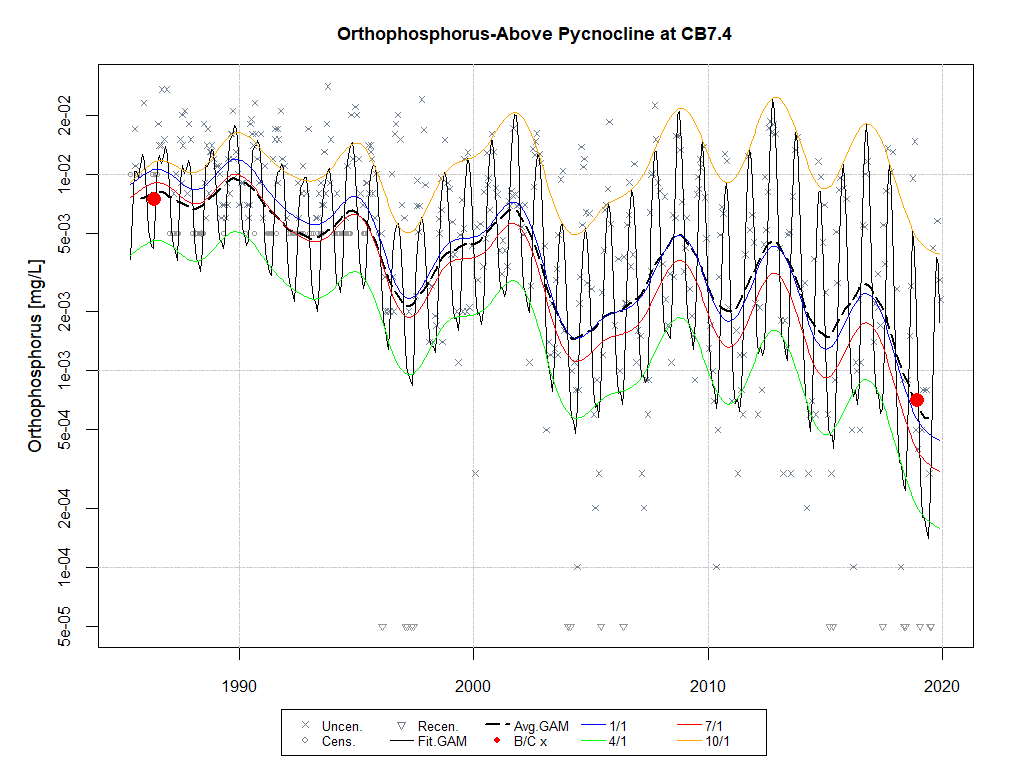 Orthophosphorus-Above Pycnocline at CB7.4
Orthophosphorus [mg/L]
2e-02
1e-02
5e-03
2e-03
1e-03
5e-04
2e-04
1e-04
5e-05
1990 2000 2010 2020
Uncen. Recen. Avg.GAM 1/1 7/1
Cens. Fit.GAM B/C x 4/1 10/1